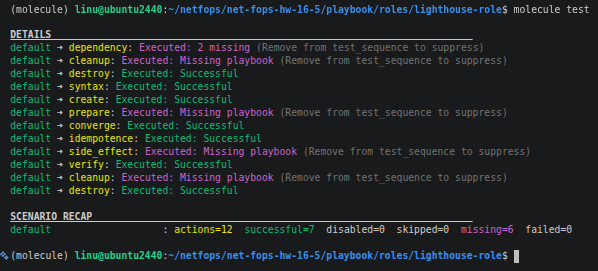 (molecule) linu@ubuntu2440:~/netfops/net-fops-hw-16-5/playbook/roles/lighthouse-role$ molecule test
DETAILS
default ➜ dependency: Executed: 2 missing (Remove from test_sequence to suppress)
default ➜ cleanup: Executed: Missing playbook (Remove from test_sequence to suppress)
default ➜ destroy: Executed: Successful
default ➜ syntax: Executed: Successful
default ➜ create: Executed: Successful
default ➜ prepare: Executed: Missing playbook (Remove from test_sequence to suppress)
default ➜ converge: Executed: Successful
default ➜ idempotence: Executed: Successful
default ➜ side_effect: Executed: Missing playbook (Remove from test_sequence to suppress)
default ➜ verify: Executed: Successful
default ➜ cleanup: Executed: Missing playbook (Remove from test_sequence to suppress)
default ➜ destroy: Executed: Successful
SCENARIO RECAP
default : actions=12 successful=7 disabled=0 skipped=0 missing=6 failed=0
(molecule) linu@ubuntu2440:~/netfops/net-fops-hw-16-5/playbook/roles/lighthouse-role$